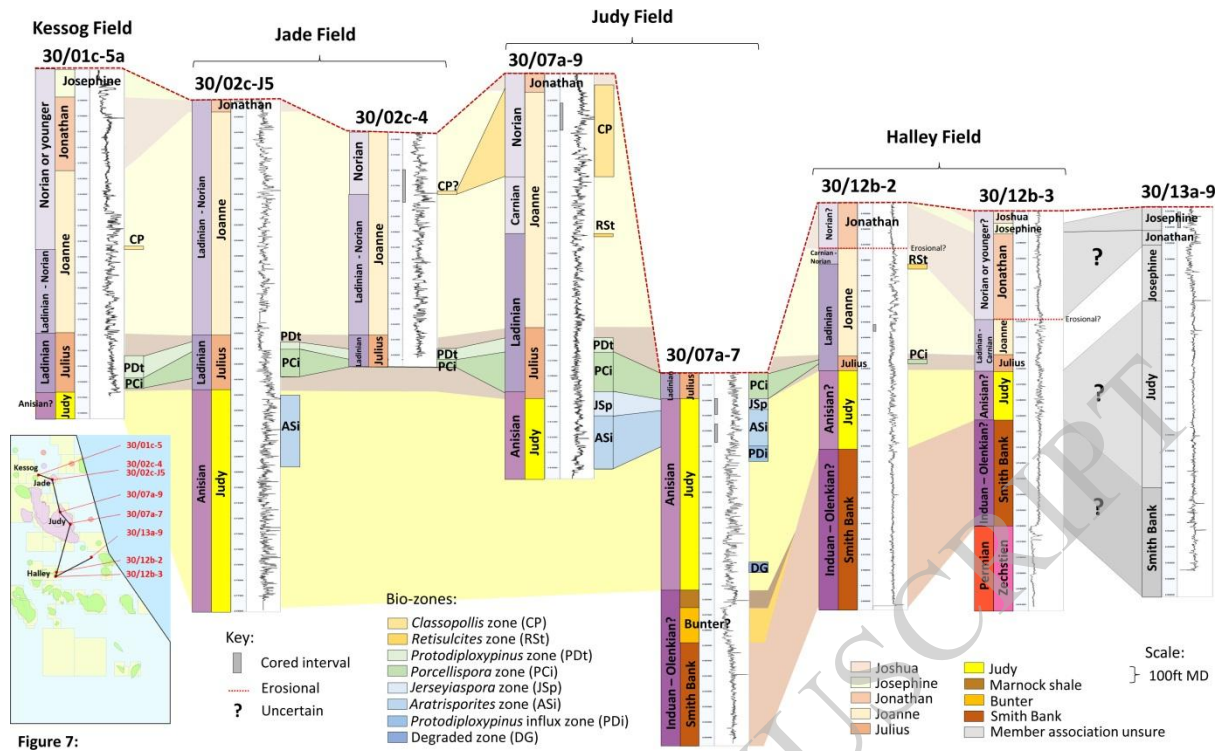 Kessog Field
Jade Field
Judy Field
Halley Field
30/01c-5a
Josephine
Norian or younger
Jonathan
Joanne
Ladinian - Norian
Ladinian
Julius
Anisian?
Judy
CP
PDt
PCi
30/02c-J5
Jonathan
Ladinian - Norian
Joanne
Ladinian
Julius
Anisian
Judy
PDt
PCi
ASi
30/02c-4
Norian
Ladinian - Norian
Joanne
Ladinian
Julius
CP?
PDt
PCi
30/07a-9
Jonathan
Norian
Carnian
Joanne
Ladinian
Julius
Anisian
Judy
CP
RSt
PDt
PCi
JSp
ASi
30/07a-7
Ladinian
Julius
Anisian
Judy
Bunter?
Induan – Olenkian?
Smith Bank
PCi
JSp
ASi
PDi
DG
30/12b-2
Norian?
Jonathan
Carnian - Norian
Erosional?
Ladinian
Joanne
Julius
Anisian?
Judy
Induan – Olenkian?
Smith Bank
RSt
PCi
30/12b-3
Joshua
Josephine
Norian or younger?
Jonathan
Erosional?
Ladinian - Carnian
Joanne
Julius
Anisian?
Judy
Induan – Olenkian?
Smith Bank
Permian
Zechstien
?
?
?
30/13a-9
Josephine
Jonathan
Josephine
Judy
Smith Bank
30/01c-5
30/02c-4
30/02c-J5
30/07a-9
30/07a-7
30/13a-9
30/12b-2
30/12b-3
Kessog
Jade
Judy
Halley
Key:
Cored interval
Erosional
? Uncertain
Bio-zones:
Classopollis zone (CP)
Retisulcites zone (RSt)
Protodiploxypinus zone (PDt)
Porcellispora zone (PCi)
Jerseyiaspora zone (JSp)
Aratrisporites zone (ASi)
Protodiploxypinus influx zone (PDi)
Degraded zone (DG)
Joshua
Josephine
Jonathan
Joanne
Julius
Judy
Marnock shale
Bunter
Smith Bank
Member association unsure
Scale:
100ft MD
USCRIPT
Figure 7: